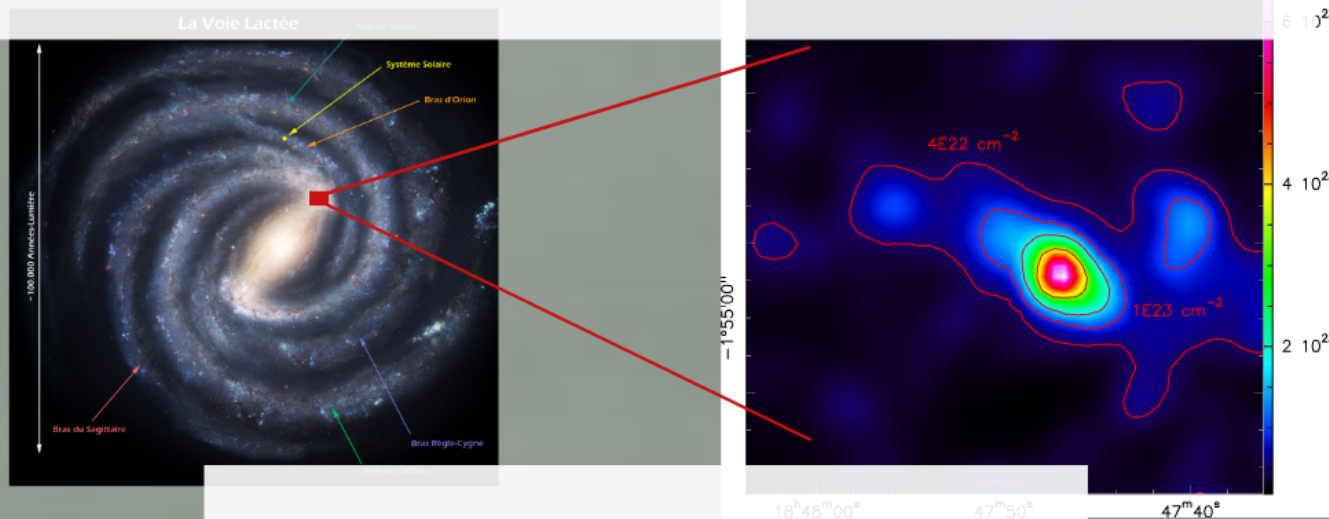 La Voie Lactée
Système Solaire
Bras d'Orion
~100 000 Années-Lumière
Bras du Sagittaire
Bras Règle-Cygne
4E22 cm⁻²
1E23 cm⁻²
6 10²
4 10²
2 10²
−1°55'00"
18ʰ48ᵐ00ˢ
47ᵐ50ˢ
47ᵐ40ˢ